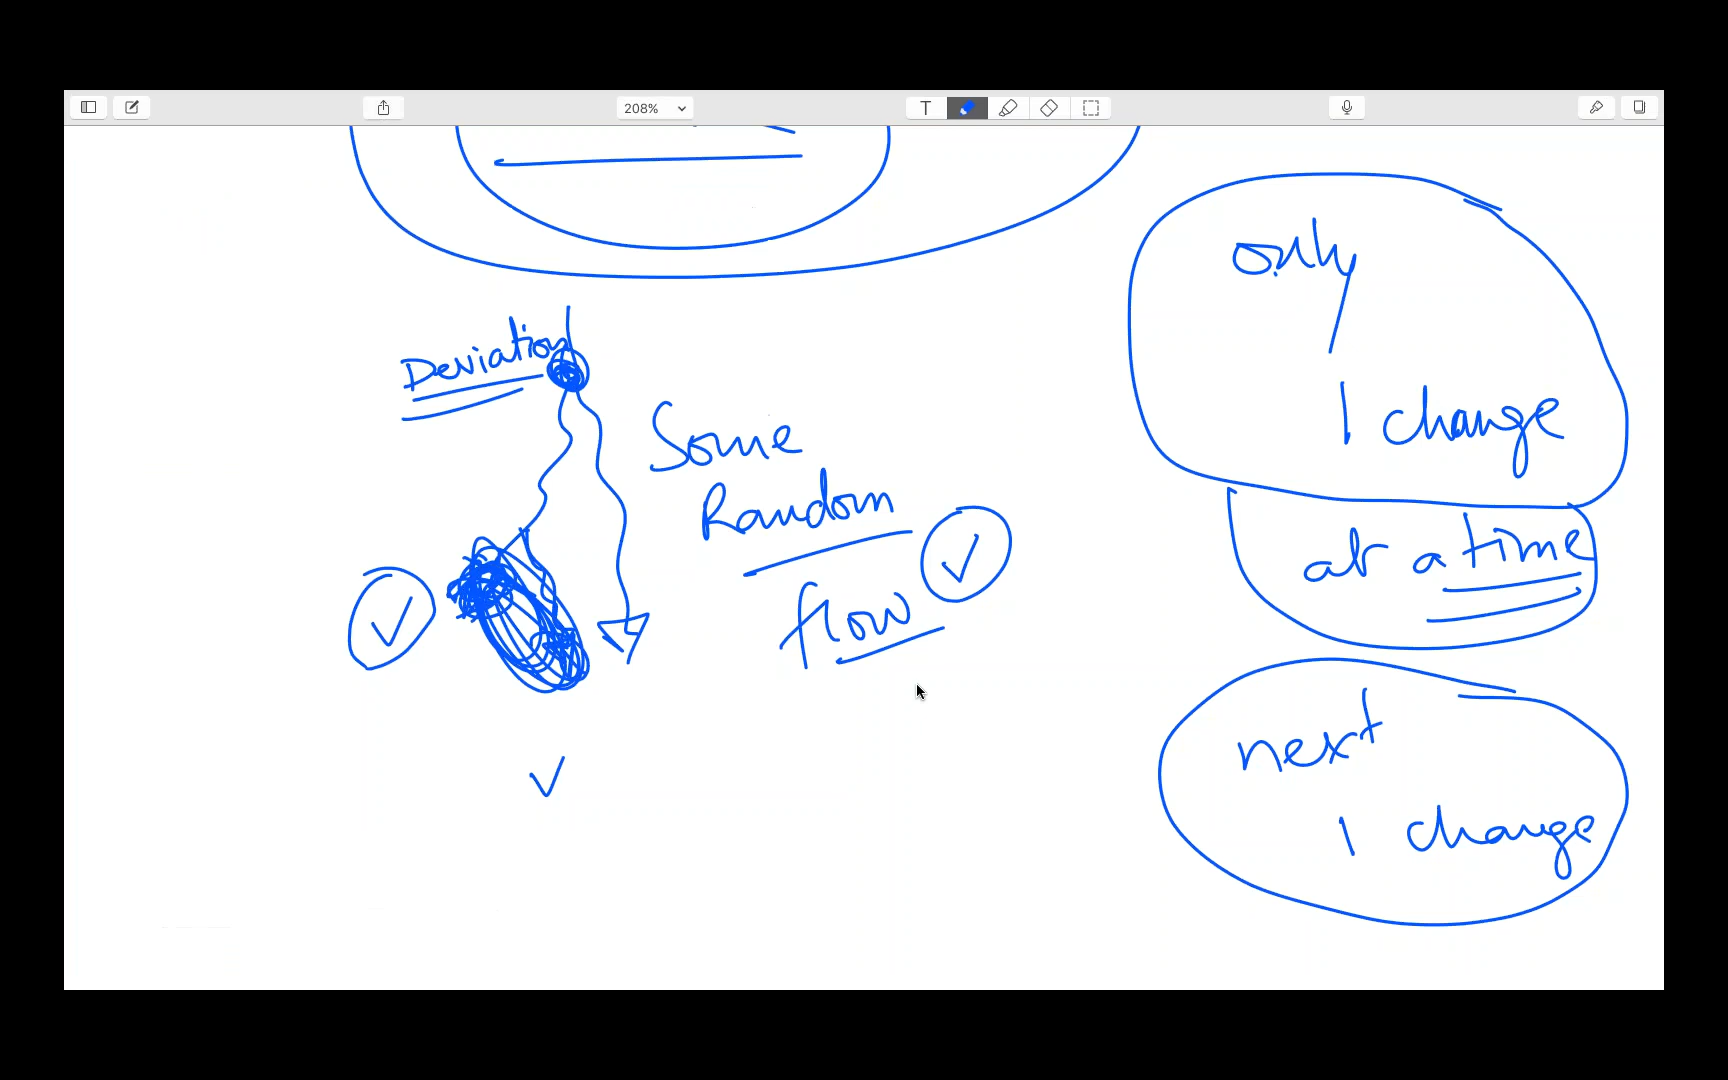 208%
T
Deviation
Some
Random
flow
only
1 change
at a time
next
1 change